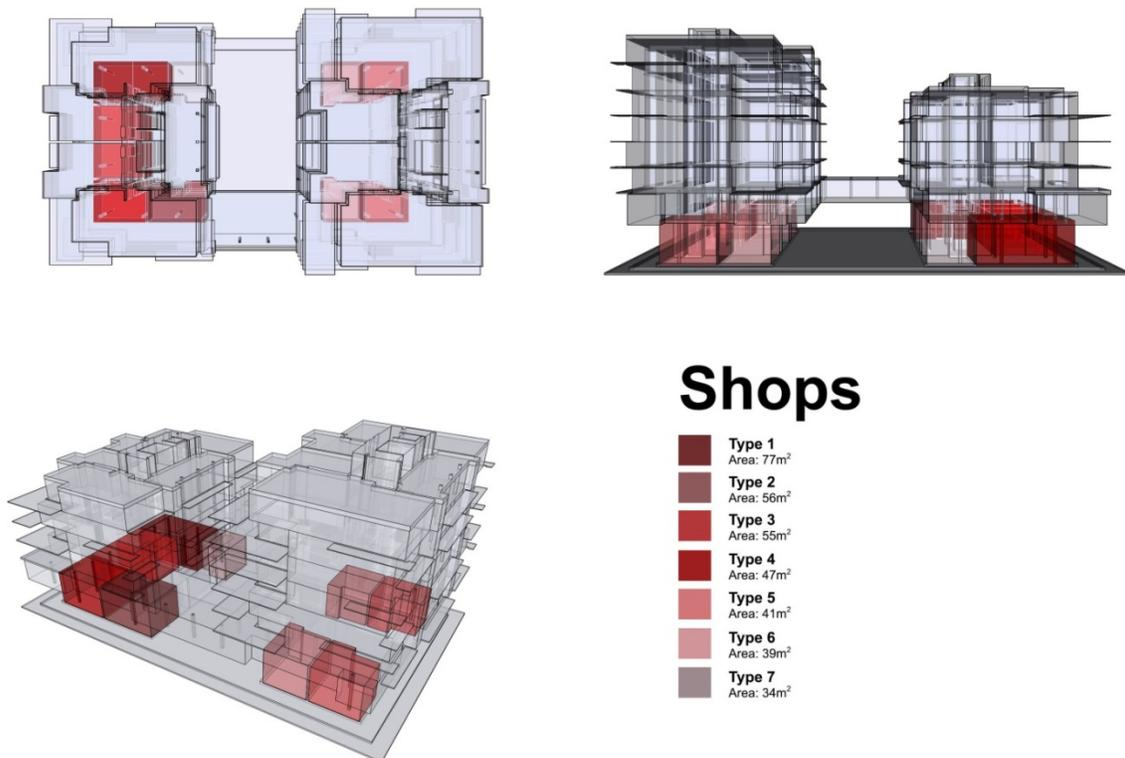 Shops
Type 1
Area: 77m²
Type 2
Area: 56m²
Type 3
Area: 55m²
Type 4
Area: 47m²
Type 5
Area: 41m²
Type 6
Area: 39m²
Type 7
Area: 34m²